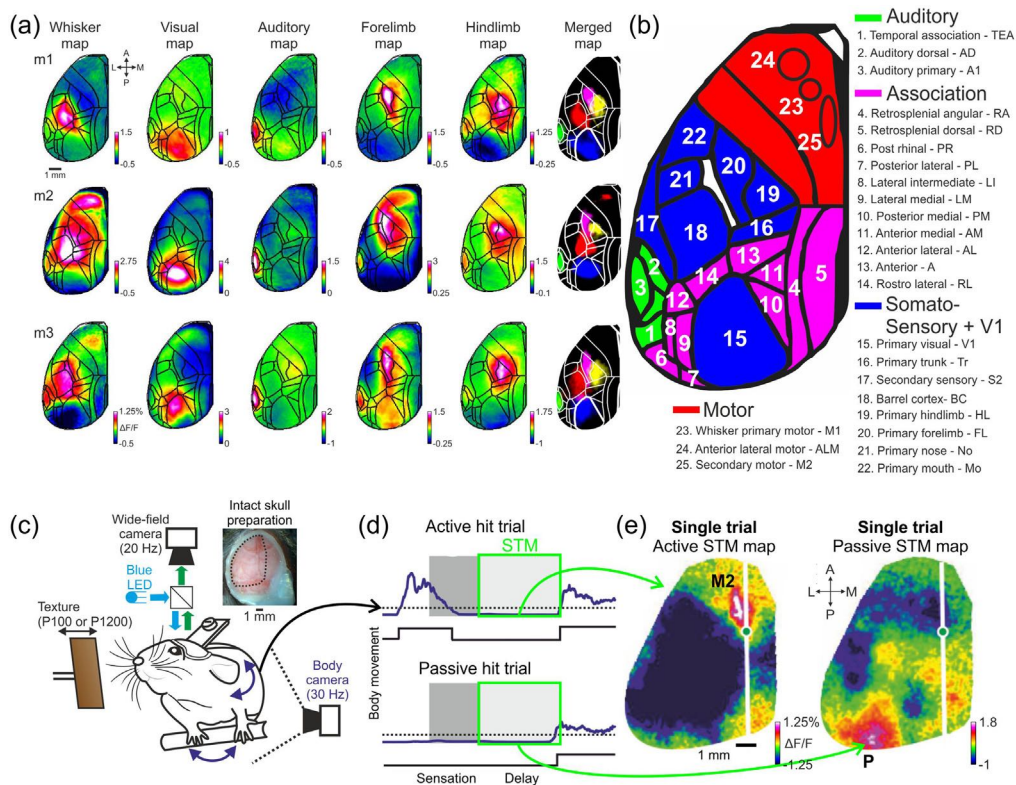 (a)
Whisker map
Visual map
Auditory map
Forelimb map
Hindlimb map
Merged map
m1
A
L
M
P
1.5
-0.5
1
-0.5
1
-0.5
1.5
-0.25
1.5
-0.5
1 mm
m2
2.75
-0.5
4
0
4
-1
3
-0.1
2
-1
m3
1.25%
ΔF/F
-0.5
3
0
2
-1
1.5
-0.25
1.75
-1
(b)
24
23
25
22
20
21
19
17
18
16
2
13
3
14
11
5
12
4
10
1
8
9
15
6
7
Auditory
1. Temporal association - TEA
2. Auditory dorsal - AD
3. Auditory primary - A1
Association
4. Retrosplenial angular - RA
5. Retrosplenial dorsal - RD
6. Post rhinal - PR
7. Posterior lateral - PL
8. Lateral intermediate - LI
9. Lateral medial - LM
10. Posterior medial - PM
11. Anterior medial - AM
12. Anterior lateral - AL
13. Anterior - A
14. Rostro lateral - RL
Somato-
Sensory + V1
15. Primary visual - V1
16. Primary trunk - Tr
17. Secondary sensory - S2
18. Barrel cortex- BC
19. Primary hindlimb - HL
20. Primary forelimb - FL
21. Primary nose - No
22. Primary mouth - Mo
Motor
23. Whisker primary motor - M1
24. Anterior lateral motor - ALM
25. Secondary motor - M2
(c)
Wide-field
camera
(20 Hz)
Intact skull
preparation
Blue
LED
1 mm
Texture
(P100 or P1200)
Body
camera
(30 Hz)
(d)
Active hit trial
STM
Passive hit trial
Body movement
Sensation
Delay
(e)
Single trial
Active STM map
M2
1.25%
ΔF/F
-1.25
1 mm
Single trial
Passive STM map
A
L
M
P
P
1.8
-1